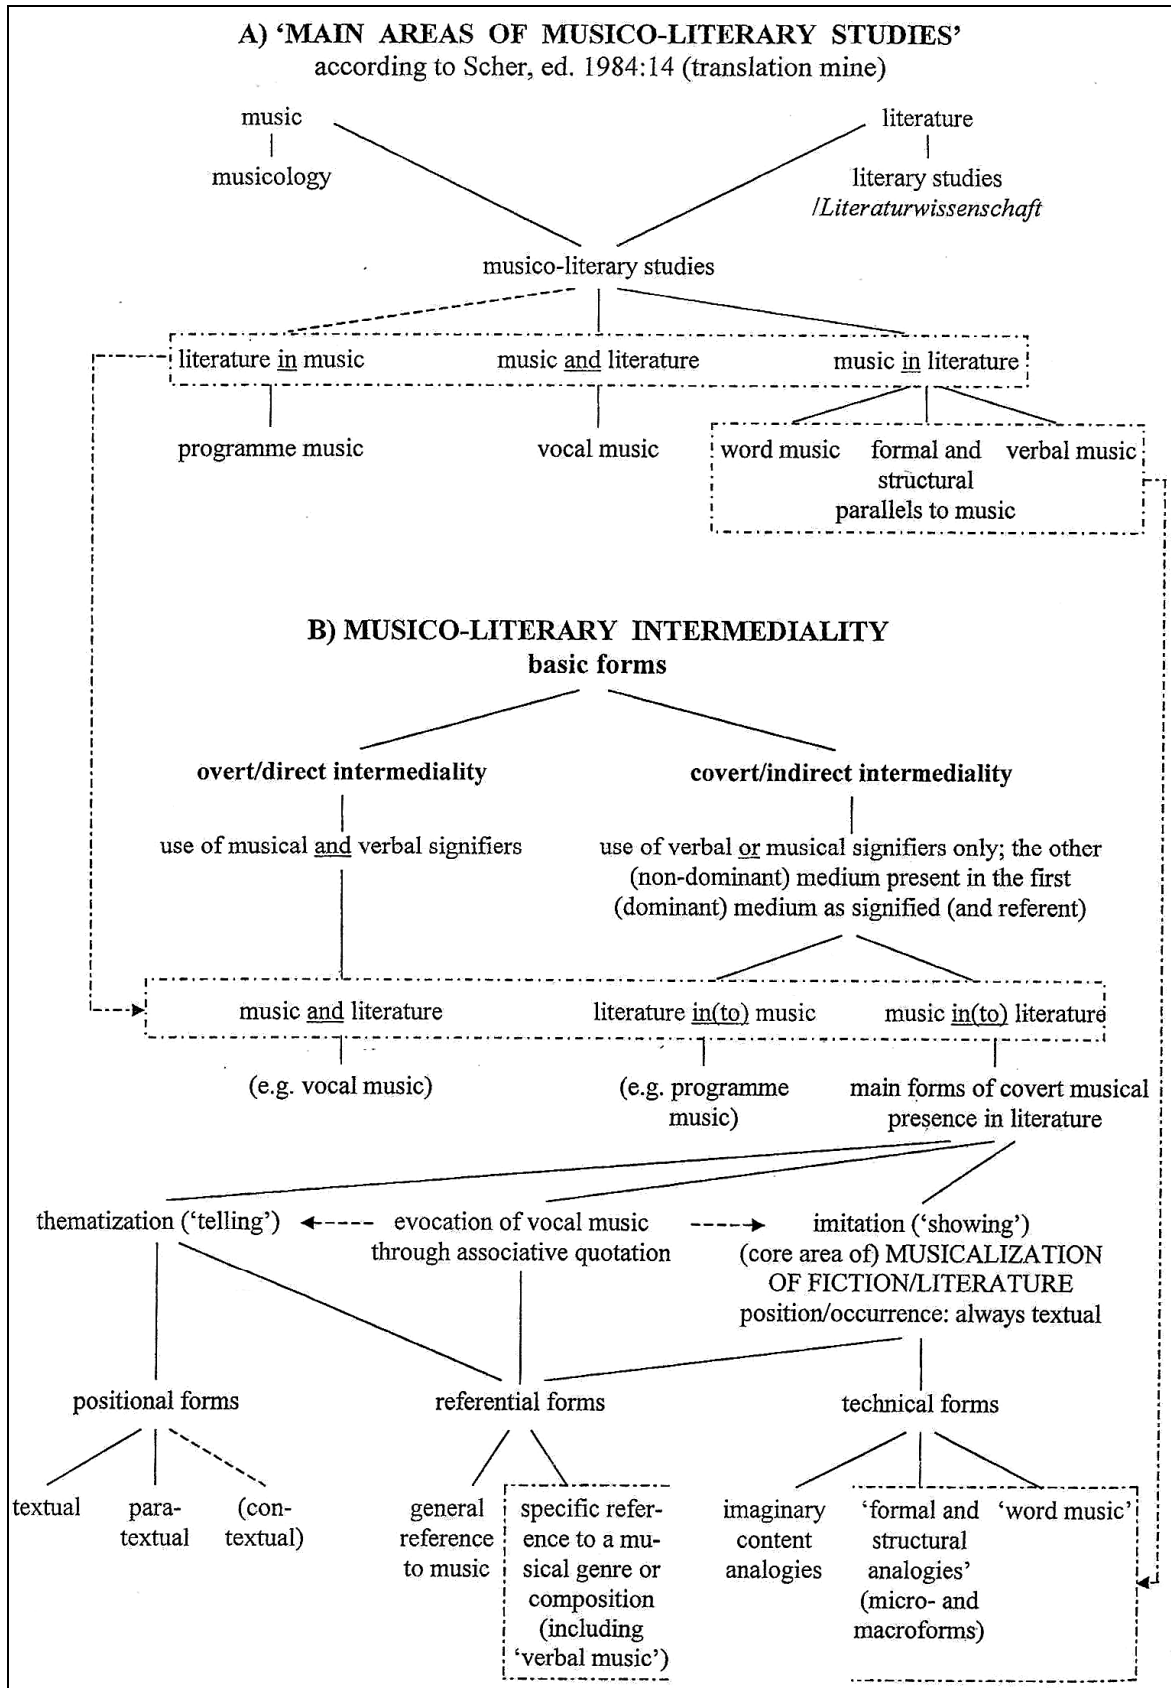 A) ‘MAIN AREAS OF MUSICO-LITERARY STUDIES’
according to Scher, ed. 1984:14 (translation mine)
music
literature
musicology
literary studies
/Literaturwissenschaft
musico-literary studies
literature in music
music and literature
music in literature
programme music
vocal music
word music
formal and
structural
parallels to music
verbal music
B) MUSICO-LITERARY INTERMEDIALITY
basic forms
overt/direct intermediality
covert/indirect intermediality
use of musical and verbal signifiers
use of verbal or musical signifiers only; the other
(non-dominant) medium present in the first
(dominant) medium as signified (and referent)
music and literature
literature in(to) music
music in(to) literature
(e.g. vocal music)
(e.g. programme
music)
main forms of covert musical
presence in literature
thematization (‘telling’)
evocation of vocal music
through associative quotation
imitation (‘showing’)
(core area of) MUSICALIZATION
OF FICTION/LITERATURE
position/occurrence: always textual
positional forms
referential forms
technical forms
textual
para-
textual
(con-
textual)
general
reference
to music
specific refer-
ence to a mu-
sical genre or
composition
(including
‘verbal music’)
imaginary
content
analogies
‘formal and
structural
analogies’
(micro- and
macroforms)
‘word music’